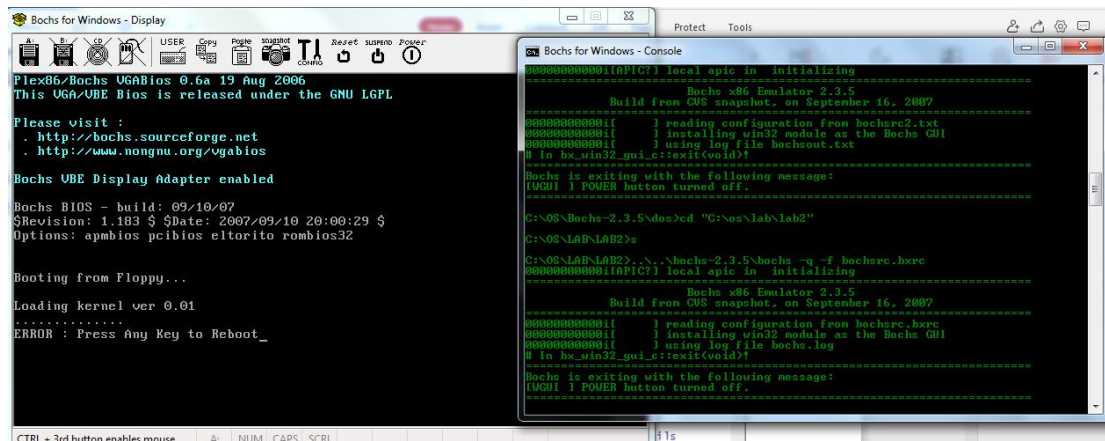 Bochs for Windows - Display
A: B: CD USER Copy Paste snapshot CONFIG Reset SUSPEND Power
Plex86/Bochs VGABios 0.6a 19 Aug 2006
This VGA/VBE Bios is released under the GNU LGPL
Please visit :
. http://bochs.sourceforge.net
. http://www.nongnu.org/vgabios
Bochs VBE Display Adapter enabled
Bochs BIOS - build: 09/10/07
$Revision: 1.183 $ $Date: 2007/09/10 20:00:29 $
Options: apmbios pcibios eltorito rombios32
Booting from Floppy...
Loading kernel ver 0.01
..............
ERROR : Press Any Key to Reboot_
CTRL + 3rd button enables mouse A: NUM CAPS SCRL
Protect Tools
Bochs for Windows - Console
00000000000i[APIC?] local apic in initializing
========================================================================
Bochs x86 Emulator 2.3.5
Build from CVS snapshot, on September 16, 2007
========================================================================
00000000000i[ ] reading configuration from bochsrc2.txt
00000000000i[ ] installing win32 module as the Bochs GUI
00000000000i[ ] using log file bochsout.txt
# In bx_win32_gui_c::exit(void)!
========================================================================
Bochs is exiting with the following message:
[WGUI ] POWER button turned off.
========================================================================
C:\OS\Bochs-2.3.5\dos>cd "C:\os\lab\lab2"
C:\OS\LAB\LAB2>s
C:\OS\LAB\LAB2>..\..\bochs-2.3.5\bochs -q -f bochsrc.bxrc
00000000000i[APIC?] local apic in initializing
========================================================================
Bochs x86 Emulator 2.3.5
Build from CVS snapshot, on September 16, 2007
========================================================================
00000000000i[ ] reading configuration from bochsrc.bxrc
00000000000i[ ] installing win32 module as the Bochs GUI
00000000000i[ ] using log file bochs.log
# In bx_win32_gui_c::exit(void)!
========================================================================
Bochs is exiting with the following message:
[WGUI ] POWER button turned off.
========================================================================
ils